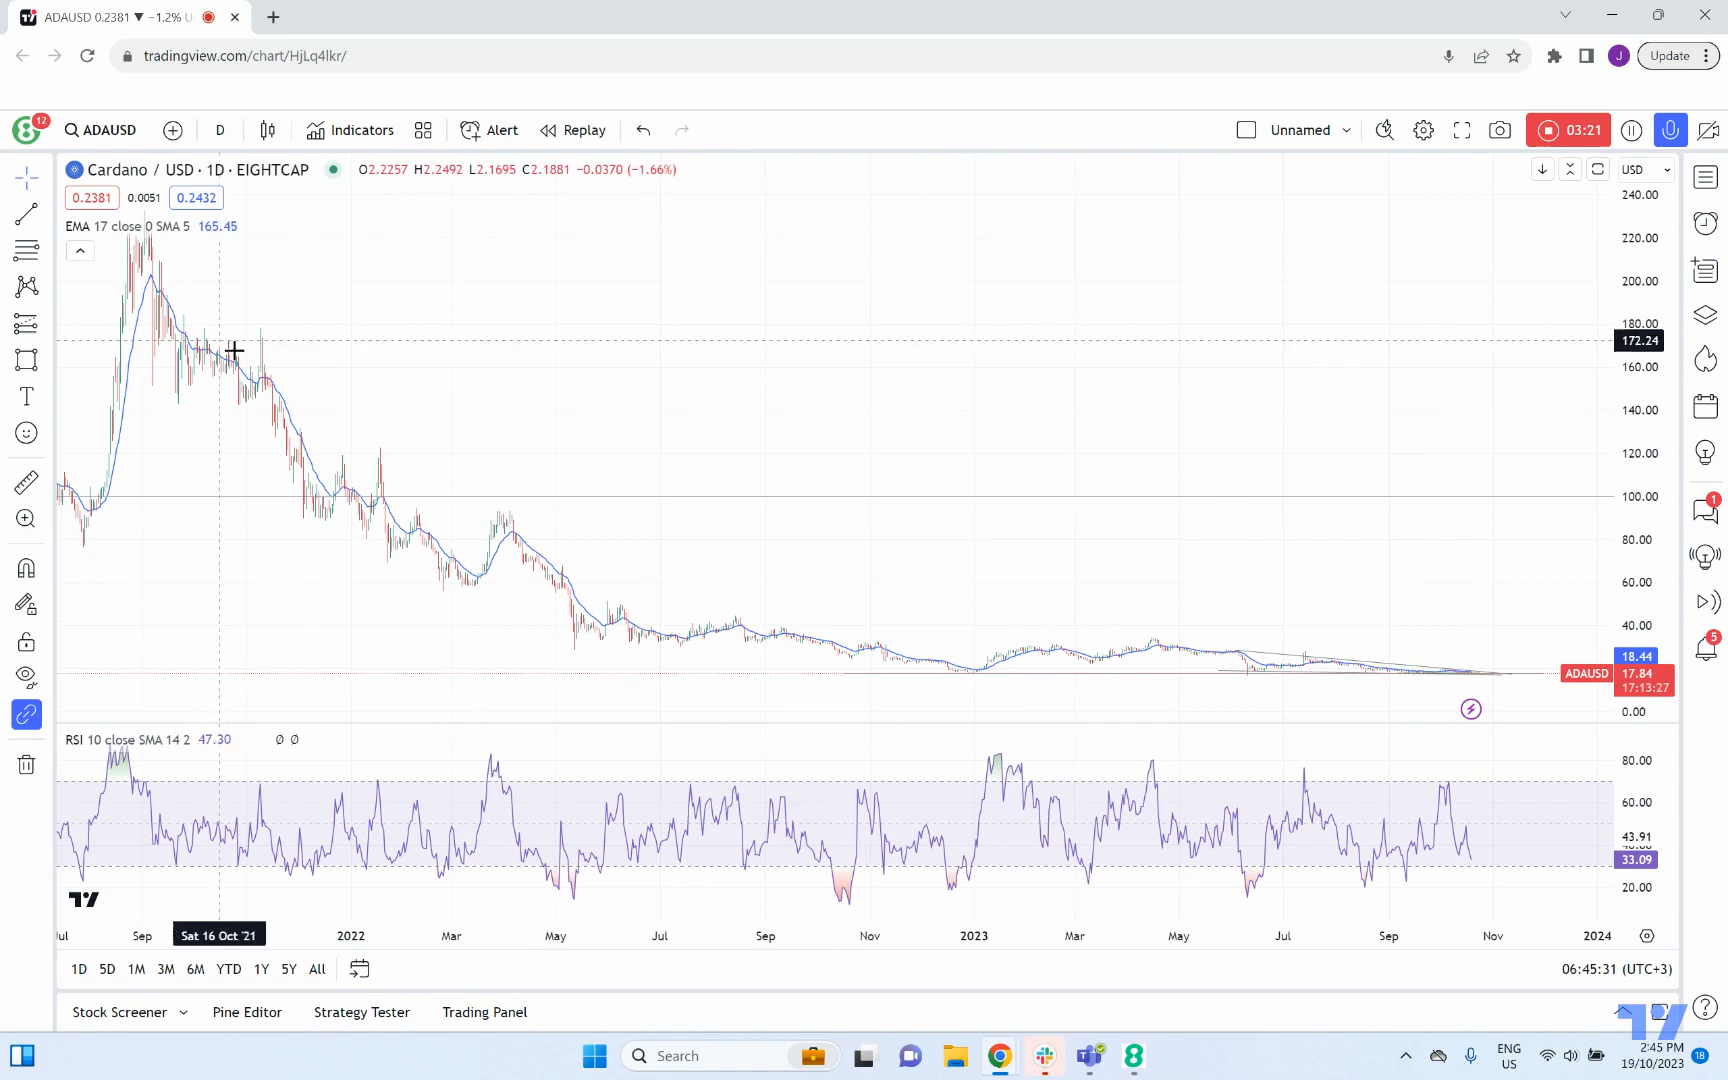 ADAUSD 0.2381 ▼ −1.2% U
tradingview.com/chart/HjLq4lkr/
J
Update
12
ADAUSD
D
Indicators
Alert
Replay
Unnamed
03:21
Cardano / USD · 1D · EIGHTCAP
O2.2257 H2.2492 L2.1695 C2.1881 −0.0370 (−1.66%)
USD
0.2381
0.0051
0.2432
EMA 17 close 0 SMA 5 165.45
240.00
220.00
200.00
180.00
172.24
160.00
140.00
120.00
100.00
80.00
60.00
40.00
18.44
ADAUSD 17.84
17:13:27
0.00
1
5
RSI 10 close SMA 14 2 47.30 Ø Ø
80.00
60.00
43.91
33.09
20.00
Sep
Sat 16 Oct '21
2022
Mar
May
Jul
Sep
Nov
2023
Mar
May
Jul
Sep
Nov
2024
1D 5D 1M 3M 6M YTD 1Y 5Y All
06:45:31 (UTC+3)
Stock Screener
Pine Editor
Strategy Tester
Trading Panel
Search
ENG
US
2:45 PM
19/10/2023
18